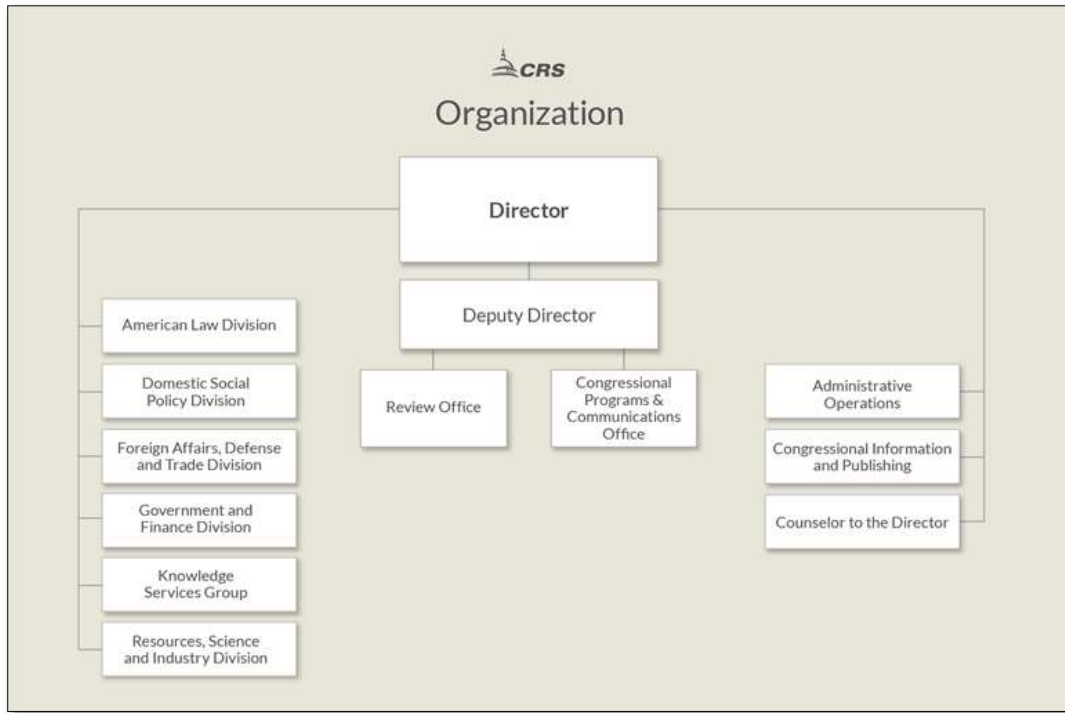 CRS
Organization
Director
Deputy Director
American Law Division
Domestic Social
Policy Division
Foreign Affairs, Defense
and Trade Division
Government and
Finance Division
Knowledge
Services Group
Resources, Science
and Industry Division
Review Office
Congressional
Programs &
Communications
Office
Administrative
Operations
Congressional Information
and Publishing
Counselor to the Director